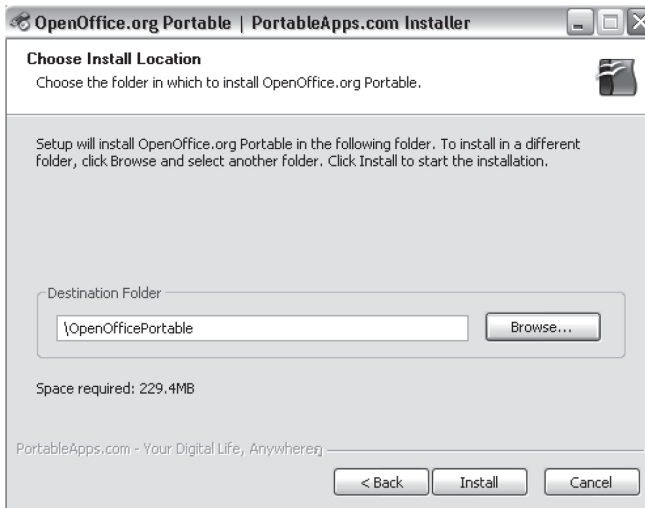 OpenOffice.org Portable | PortableApps.com Installer
Choose Install Location
Choose the folder in which to install OpenOffice.org Portable.
Setup will install OpenOffice.org Portable in the following folder. To install in a different
folder, click Browse and select another folder. Click Install to start the installation.
Destination Folder
\OpenOfficePortable
Browse...
Space required: 229.4MB
PortableApps.com - Your Digital Life, Anywhere
< Back
Install
Cancel